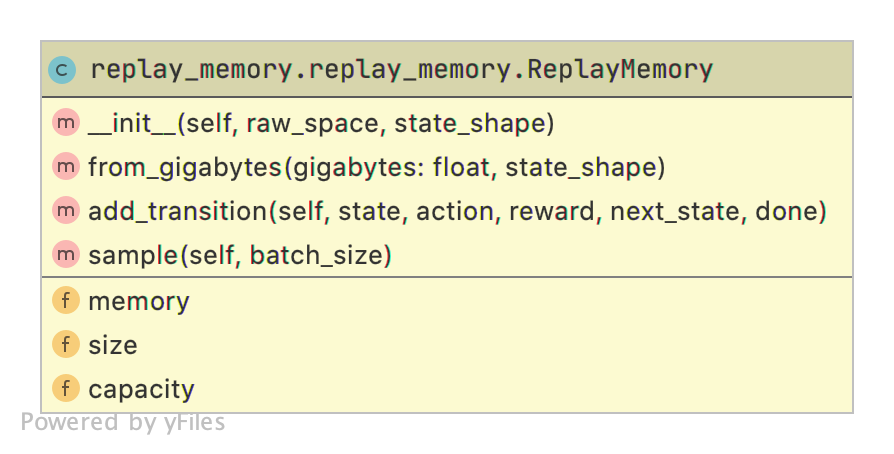 c replay_memory.replay_memory.ReplayMemory
m __init__(self, raw_space, state_shape)
m from_gigabytes(gigabytes: float, state_shape)
m add_transition(self, state, action, reward, next_state, done)
m sample(self, batch_size)
f memory
f size
f capacity
Powered by yFiles